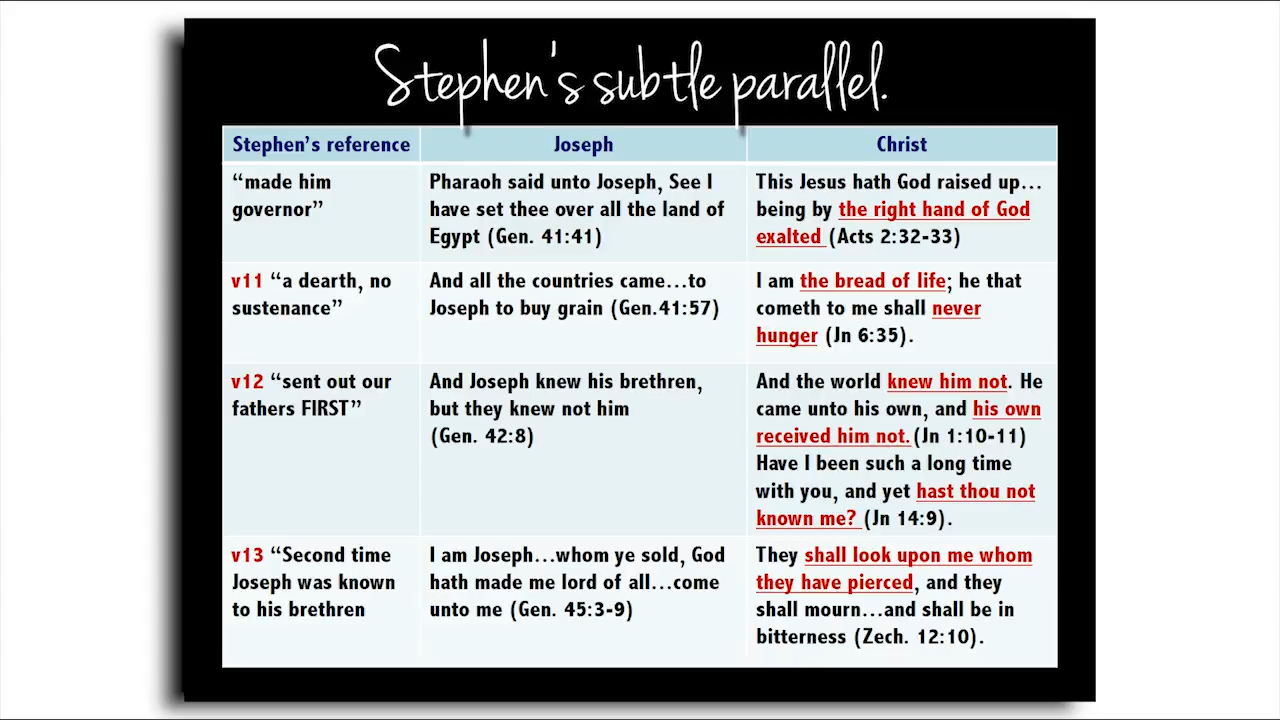 Stephen's subtle parallel.
Stephen's reference
Joseph
Christ
"made him
governor"
Pharaoh said unto Joseph, See I
have set thee over all the land of
Egypt (Gen. 41:41)
This Jesus hath God raised up…
being by the right hand of God
exalted (Acts 2:32-33)
v11 "a dearth, no
sustenance"
And all the countries came…to
Joseph to buy grain (Gen.41:57)
I am the bread of life; he that
cometh to me shall never
hunger (Jn 6:35).
v12 "sent out our
fathers FIRST"
And Joseph knew his brethren,
but they knew not him
(Gen. 42:8)
And the world knew him not. He
came unto his own, and his own
received him not. (Jn 1:10-11)
Have I been such a long time
with you, and yet hast thou not
known me? (Jn 14:9).
v13 "Second time
Joseph was known
to his brethren
I am Joseph…whom ye sold, God
hath made me lord of all…come
unto me (Gen. 45:3-9)
They shall look upon me whom
they have pierced, and they
shall mourn…and shall be in
bitterness (Zech. 12:10).